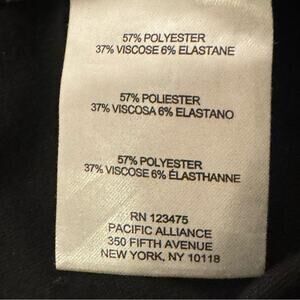 57% POLYESTER
37% VISCOSE 6% ELASTANE
57% POLIESTER
37% VISCOSA 6% ELASTANO
57% POLYESTER
37% VISCOSE 6% ÉLASTHANNE
RN 123475
PACIFIC ALLIANCE
350 FIFTH AVENUE
NEW YORK, NY 10118